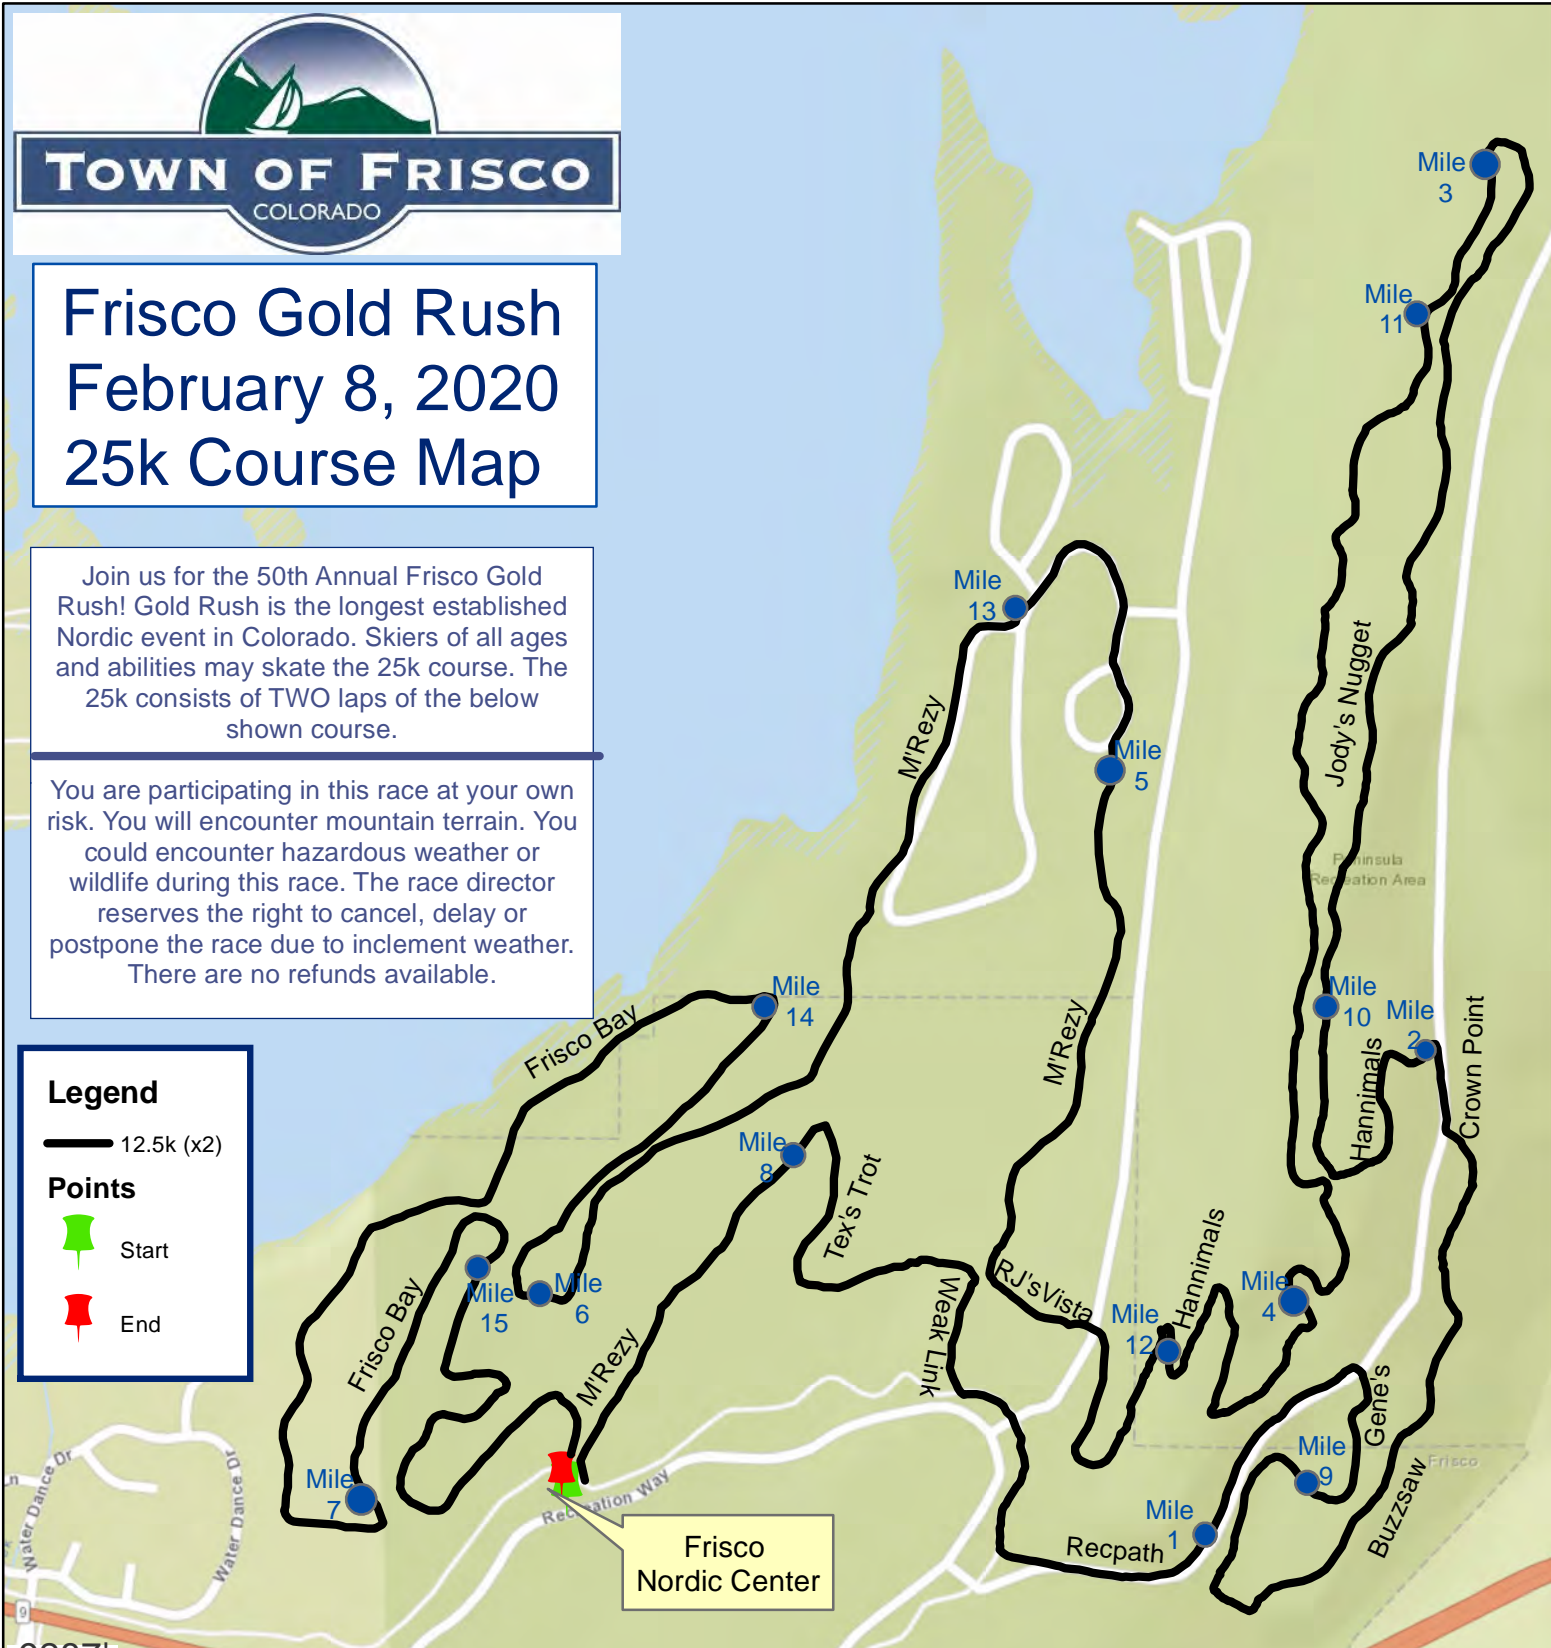 TOWN OF FRISCO
COLORADO
Frisco Gold Rush
February 8, 2020
25k Course Map
Join us for the 50th Annual Frisco Gold
Rush! Gold Rush is the longest established
Nordic event in Colorado. Skiers of all ages
and abilities may skate the 25k course. The
25k consists of TWO laps of the below
shown course.
You are participating in this race at your own
risk. You will encounter mountain terrain. You
could encounter hazardous weather or
wildlife during this race. The race director
reserves the right to cancel, delay or
postpone the race due to inclement weather.
There are no refunds available.
Legend
12.5k (x2)
Points
Start
End
Mile
3
Mile
11
Mile
13
Mile
5
M'Rezy
Jody's Nugget
Peninsula
Recreation Area
Mile
14
Mile
10
Mile
2
Frisco Bay
M'Rezy
Hannimals
Crown Point
Mile
8
Tex's Trot
Mile
15
Mile
6
Frisco Bay
M'Rezy
Weak Link
RJ'sVista
Mile
12
Hannimals
Mile
4
Gene's
Mile
9
Frisco
Buzzsaw
Mile
7
Mile
1
Recpath
Recreation Way
Frisco
Nordic Center
Water Dance Dr
Water Dance Dr
9